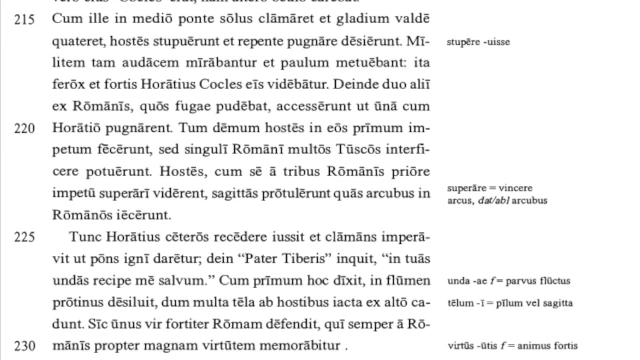 215 Cum ille in mediō ponte sōlus clāmāret et gladium valdē
quateret, hostēs stupuērunt et repente pugnāre dēsiērunt. Mī-
stupēre -uisse
litem tam audācem mīrābantur et paulum metuēbant: ita
ferōx et fortis Horātius Cocles eīs vidēbātur. Deinde duo aliī
ex Rōmānīs, quōs fugae pudēbat, accessērunt ut ūnā cum
220 Horātiō pugnārent. Tum dēmum hostēs in eōs prīmum im-
petum fēcērunt, sed singulī Rōmānī multōs Tūscōs interfi-
cere potuērunt. Hostēs, cum sē ā tribus Rōmānīs priōre
impetū superārī vidērent, sagittās prōtulērunt quās arcubus in
superāre = vincere
arcus, dat/abl arcubus
Rōmānōs iēcērunt.
225 Tunc Horātius cēterōs recēdere iussit et clāmāns imperā-
vit ut pōns ignī darētur; dein “Pater Tiberis” inquit, “in tuās
undās recipe mē salvum.” Cum prīmum hoc dīxit, in flūmen
unda -ae f = parvus flūctus
prōtinus dēsiluit, dum multa tēla ab hostibus iacta ex altō ca-
tēlum -ī = pīlum vel sagitta
dunt. Sīc ūnus vir fortiter Rōmam dēfendit, quī semper ā Rō-
230 mānīs propter magnam virtūtem memorābitur .
virtūs -ūtis f = animus fortis